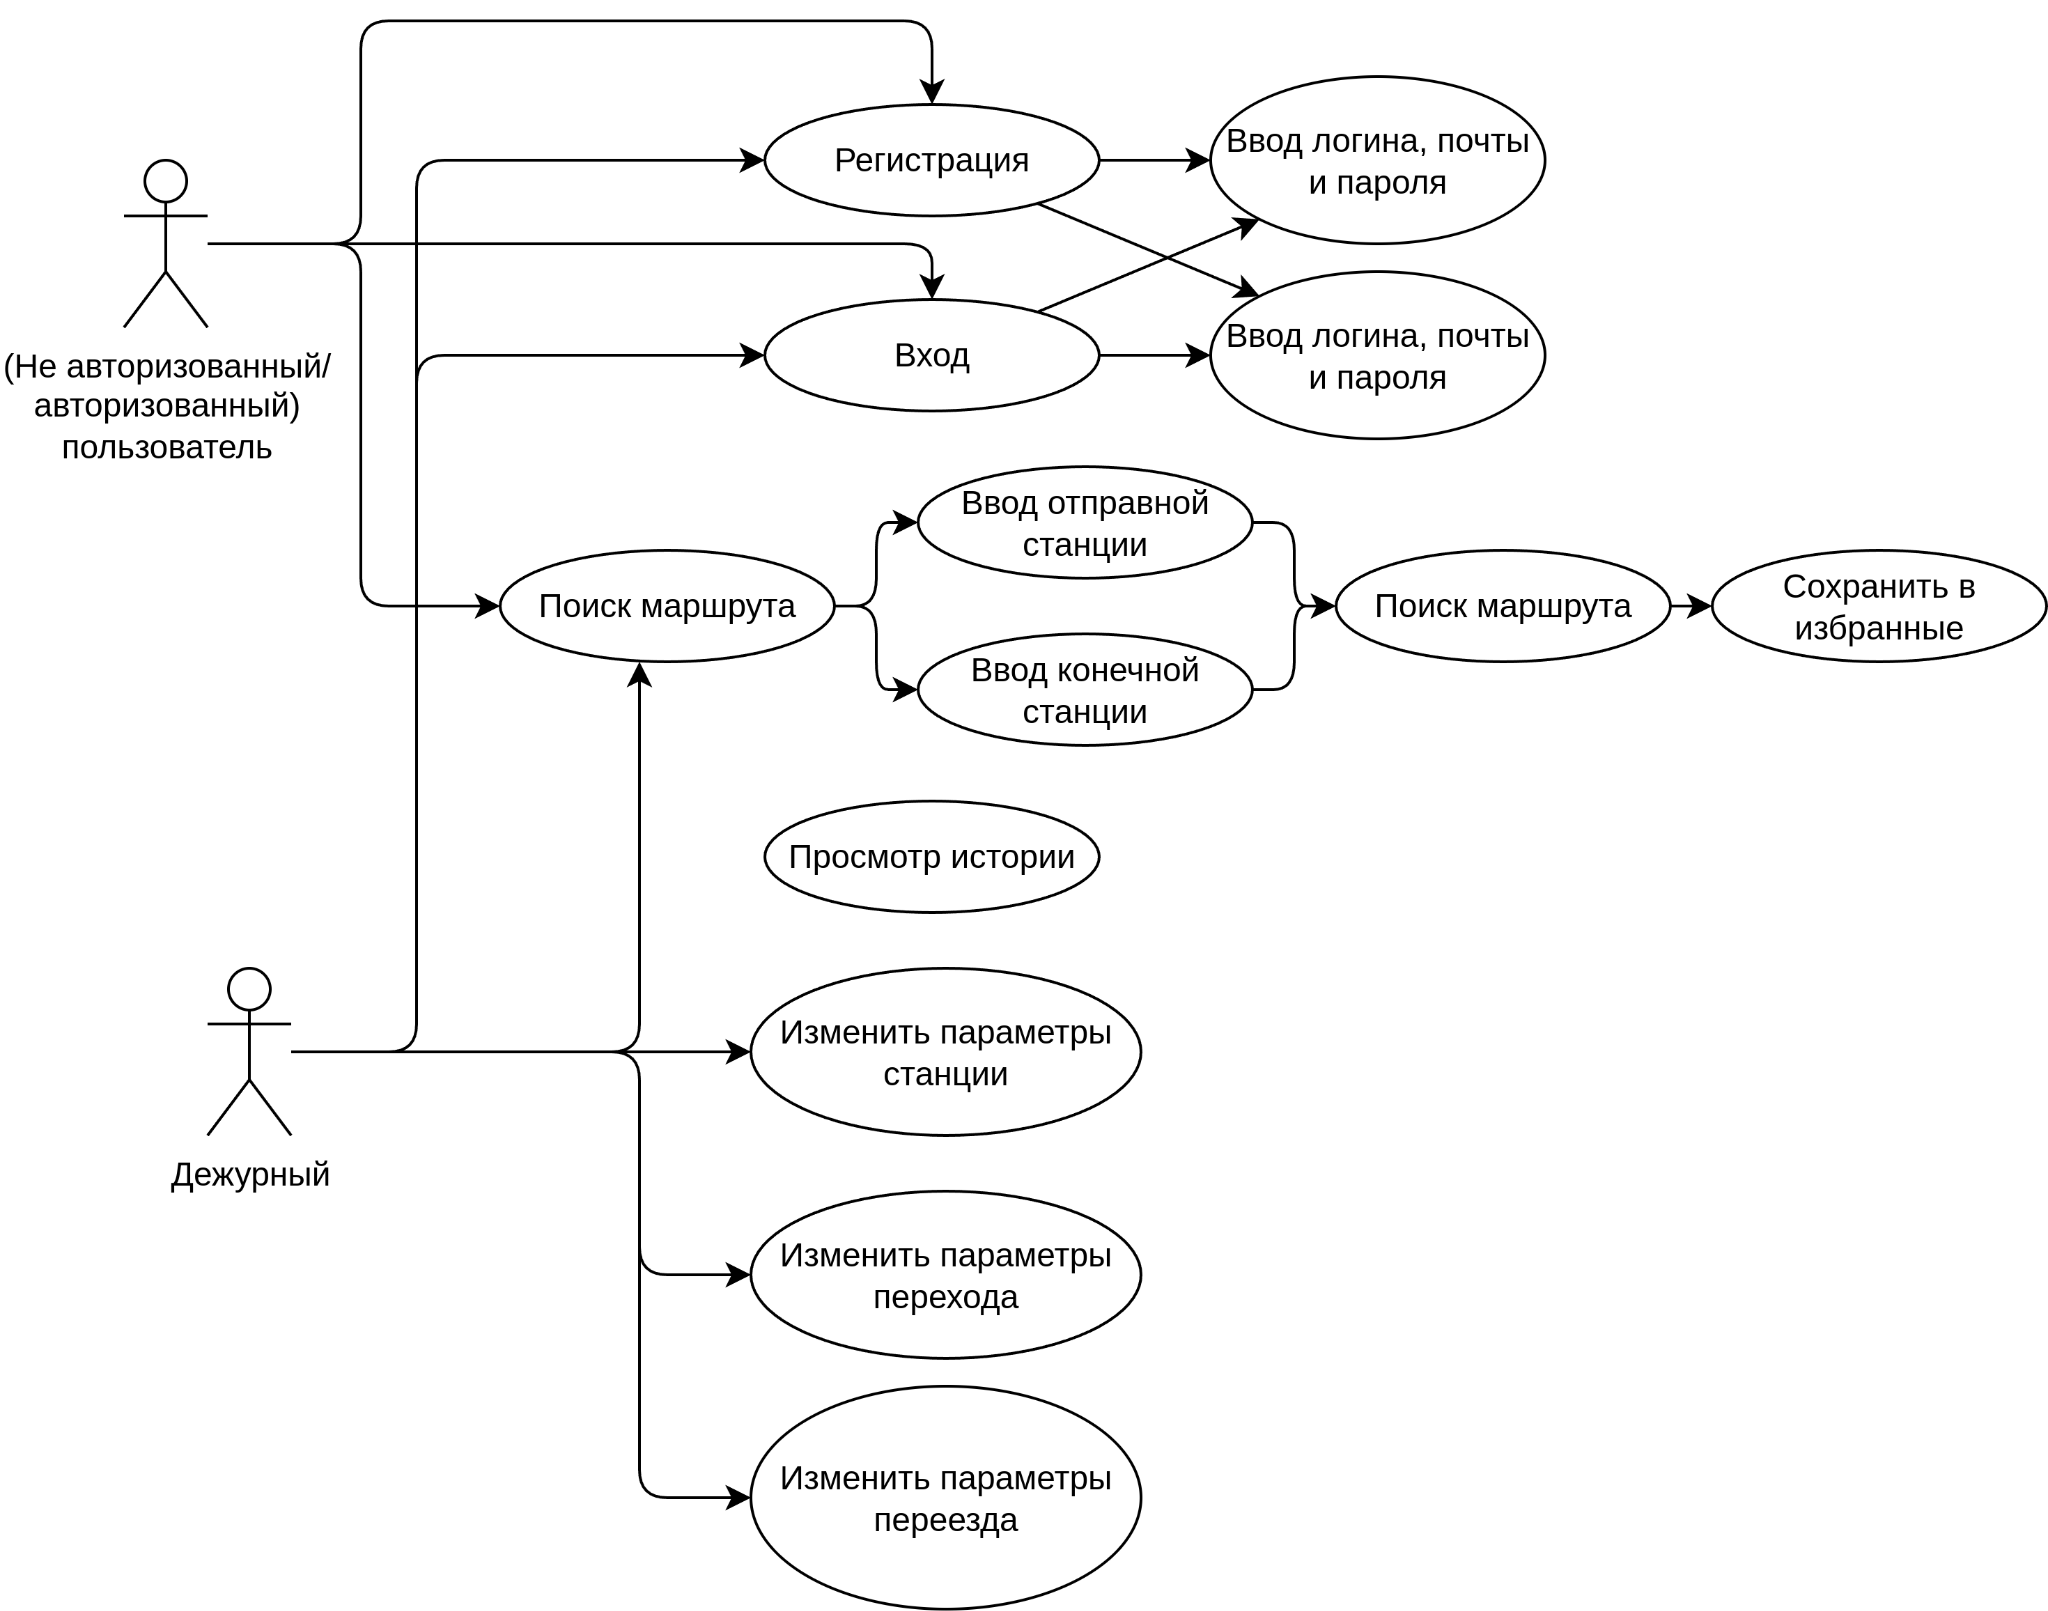 Регистрация
Ввод логина, почты
и пароля
(Не авторизованный/
авторизованный)
пользователь
Вход
Ввод логина, почты
и пароля
Поиск маршрута
Ввод отправной
станции
Ввод конечной
станции
Поиск маршрута
Сохранить в
избранные
Просмотр истории
Дежурный
Изменить параметры
станции
Изменить параметры
перехода
Изменить параметры
переезда